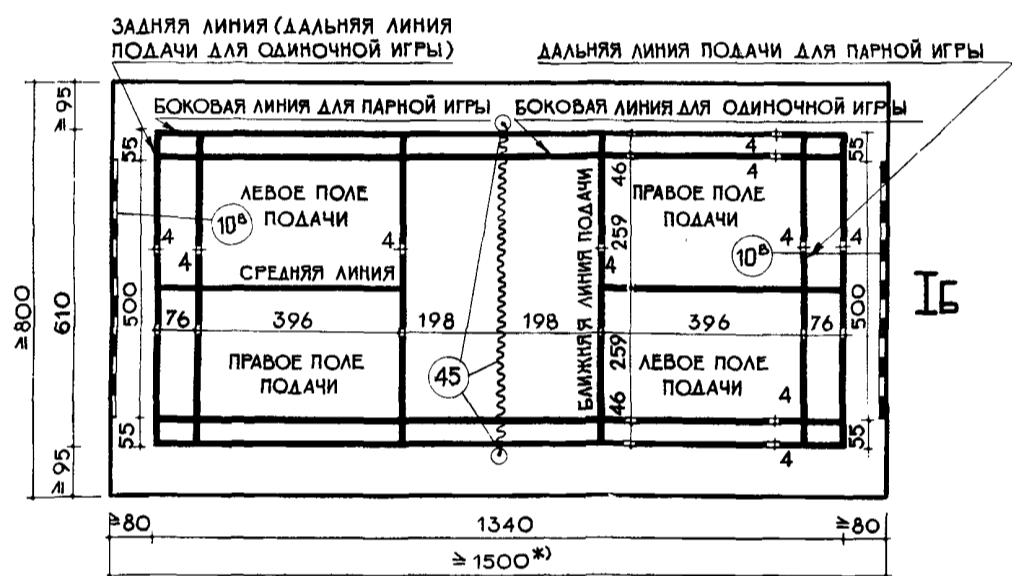 ЗАДНЯЯ ЛИНИЯ (ДАЛЬНЯЯ ЛИНИЯ
ПОДАЧИ ДЛЯ ОДИНОЧНОЙ ИГРЫ)
ДАЛЬНЯЯ ЛИНИЯ ПОДАЧИ ДЛЯ ПАРНОЙ ИГРЫ
БОКОВАЯ ЛИНИЯ ДЛЯ ПАРНОЙ ИГРЫ
БОКОВАЯ ЛИНИЯ ДЛЯ ОДИНОЧНОЙ ИГРЫ
≥95
55
4
4
46
55
ЛЕВОЕ ПОЛЕ
ПОДАЧИ
ПРАВОЕ ПОЛЕ
ПОДАЧИ
10В
4
4
4
259
4
4
4
10В
СРЕДНЯЯ ЛИНИЯ
БЛИЖНЯЯ ЛИНИЯ ПОДАЧИ
≥800
610
500
500
IБ
76
396
198
198
396
76
ПРАВОЕ ПОЛЕ
ПОДАЧИ
45
259
46
ЛЕВОЕ ПОЛЕ
ПОДАЧИ
4
55
55
4
≥95
≥80
1340
≥80
≥1500*)